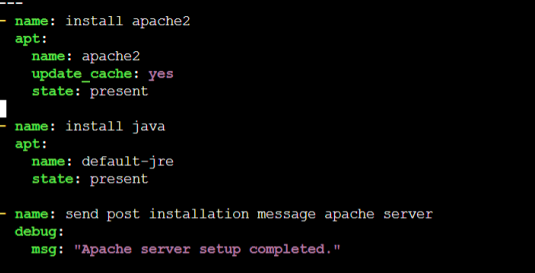 ---
- name: install apache2
  apt:
    name: apache2
    update_cache: yes
    state: present

- name: install java
  apt:
    name: default-jre
    state: present

- name: send post installation message apache server
  debug:
    msg: "Apache server setup completed."